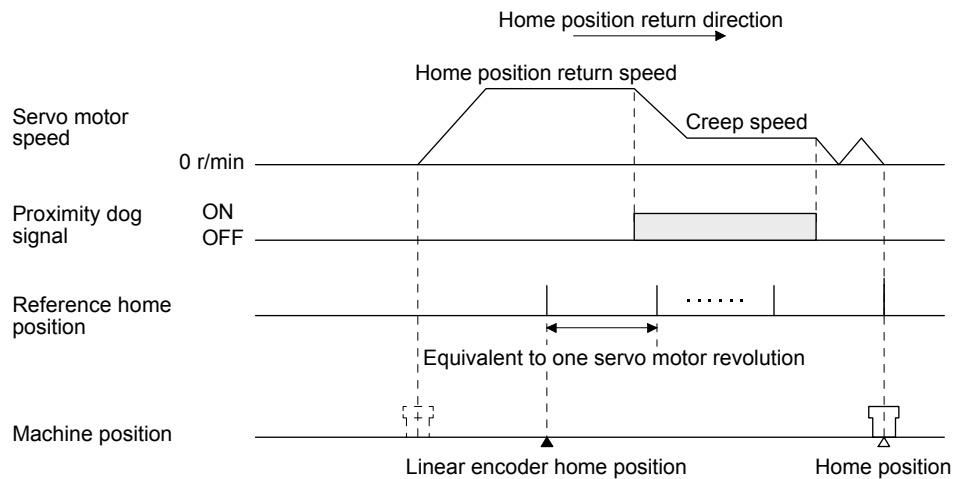 Home position return direction
Home position return speed
Servo motor
speed
Creep speed
0 r/min
Proximity dog
signal
ON
OFF
Reference home
position
......
Equivalent to one servo motor revolution
Machine position
Linear encoder home position
Home position